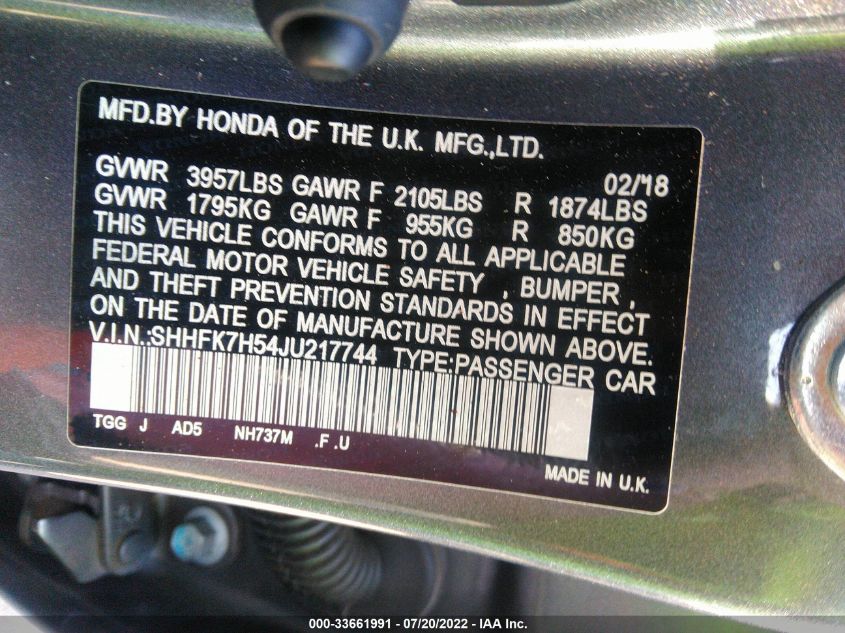 MFD.BY HONDA OF THE U.K. MFG.,LTD.
02/18
GVWR 3957LBS GAWR F 2105LBS R 1874LBS
GVWR 1795KG GAWR F 955KG R 850KG
THIS VEHICLE CONFORMS TO ALL APPLICABLE
FEDERAL MOTOR VEHICLE SAFETY , BUMPER ,
AND THEFT PREVENTION STANDARDS IN EFFECT
ON THE DATE OF MANUFACTURE SHOWN ABOVE.
V.I.N.:SHHFK7H54JU217744 TYPE:PASSENGER CAR
TGG J AD5 NH737M .F .U
MADE IN U.K.
000-33661991 / 07/20/2022 - IAA Inc.